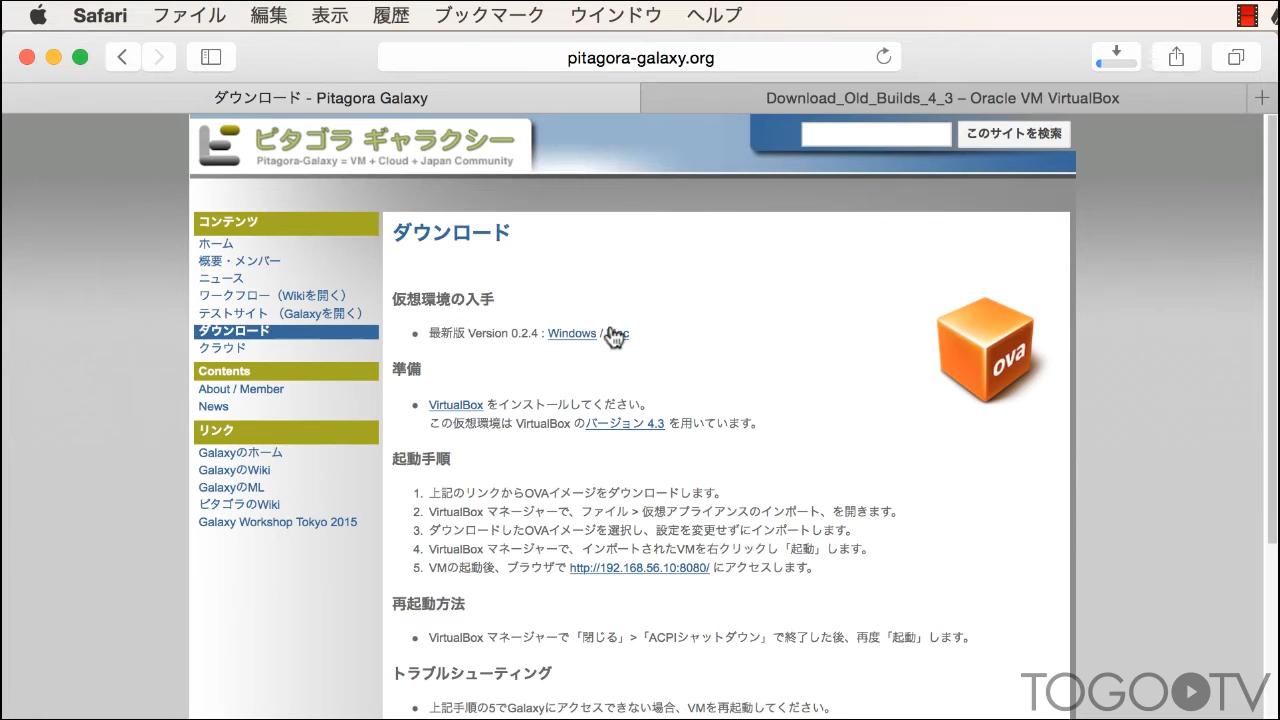 Safari ファイル 編集 表示 履歴 ブックマーク ウインドウ ヘルプ
pitagora-galaxy.org
ダウンロード - Pitagora Galaxy
Download_Old_Builds_4_3 – Oracle VM VirtualBox
ピタゴラ ギャラクシー
Pitagora-Galaxy = VM + Cloud + Japan Community
このサイトを検索
コンテンツ
ホーム
概要・メンバー
ニュース
ワークフロー（Wikiを開く）
テストサイト （Galaxyを開く）
ダウンロード
クラウド
Contents
About / Member
News
リンク
Galaxyのホーム
GalaxyのWiki
GalaxyのML
ピタゴラのWiki
Galaxy Workshop Tokyo 2015
ダウンロード
仮想環境の入手
最新版 Version 0.2.4 : Windows /
ova
準備
VirtualBox をインストールしてください。
この仮想環境は VirtualBox のバージョン 4.3 を用いています。
起動手順
1. 上記のリンクからOVAイメージをダウンロードします。
2. VirtualBox マネージャーで、ファイル > 仮想アプライアンスのインポート、を開きます。
3. ダウンロードしたOVAイメージを選択し、設定を変更せずにインポートします。
4. VirtualBox マネージャーで、インポートされたVMを右クリックし「起動」します。
5. VMの起動後、ブラウザで http://192.168.56.10:8080/ にアクセスします。
再起動方法
VirtualBox マネージャーで「閉じる」>「ACPIシャットダウン」で終了した後、再度「起動」します。
トラブルシューティング
上記手順の5でGalaxyにアクセスできない場合、VMを再起動してください。
TOGO TV